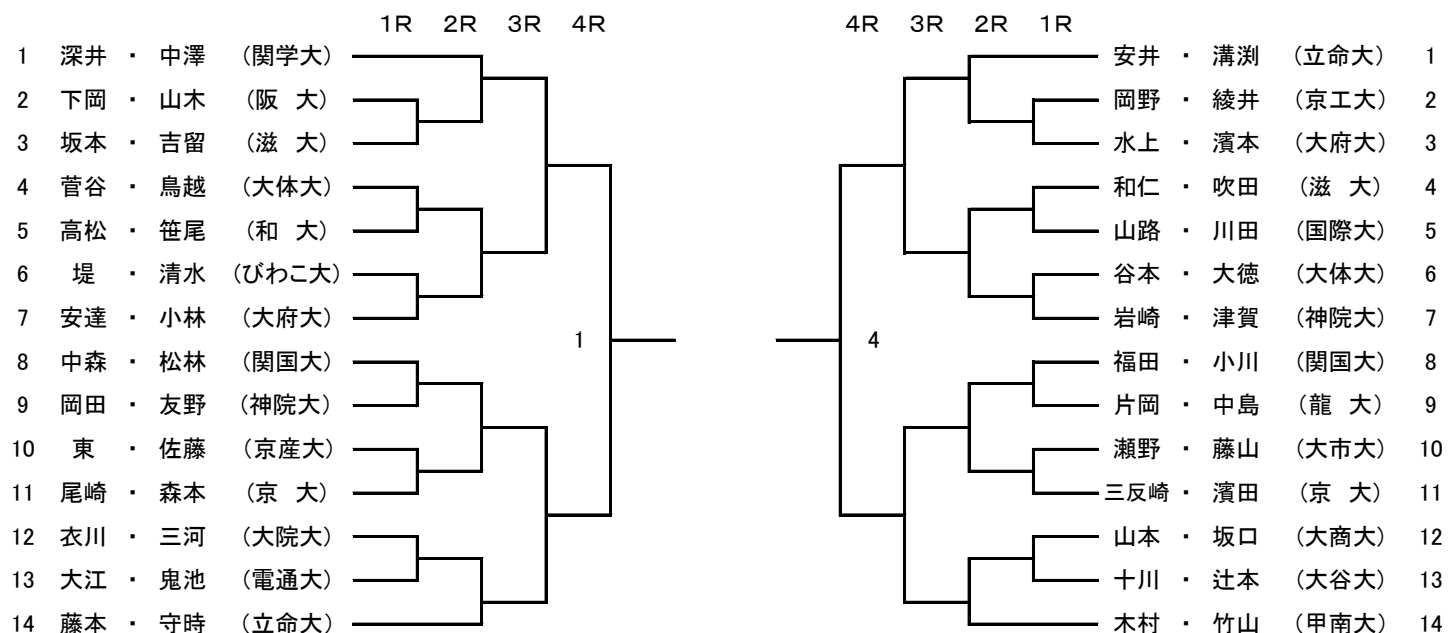 1R 2R 3R 4R 4R 3R 2R 1R
1 深井 ・ 中澤 (関学大) 安井 ・ 溝渕 (立命大) 1
2 下岡 ・ 山木 (阪 大) 岡野 ・ 綾井 (京工大) 2
3 坂本 ・ 吉留 (滋 大) 水上 ・ 濱本 (大府大) 3
4 菅谷 ・ 鳥越 (大体大) 和仁 ・ 吹田 (滋 大) 4
5 高松 ・ 笹尾 (和 大) 山路 ・ 川田 (国際大) 5
6 堤 ・ 清水 (びわこ大) 谷本 ・ 大徳 (大体大) 6
7 安達 ・ 小林 (大府大) 岩崎 ・ 津賀 (神院大) 7
1 4
8 中森 ・ 松林 (関国大) 福田 ・ 小川 (関国大) 8
9 岡田 ・ 友野 (神院大) 片岡 ・ 中島 (龍 大) 9
10 東 ・ 佐藤 (京産大) 瀬野 ・ 藤山 (大市大) 10
11 尾崎 ・ 森本 (京 大) 三反崎 ・ 濱田 (京 大) 11
12 衣川 ・ 三河 (大院大) 山本 ・ 坂口 (大商大) 12
13 大江 ・ 鬼池 (電通大) 十川 ・ 辻本 (大谷大) 13
14 藤本 ・ 守時 (立命大) 木村 ・ 竹山 (甲南大) 14